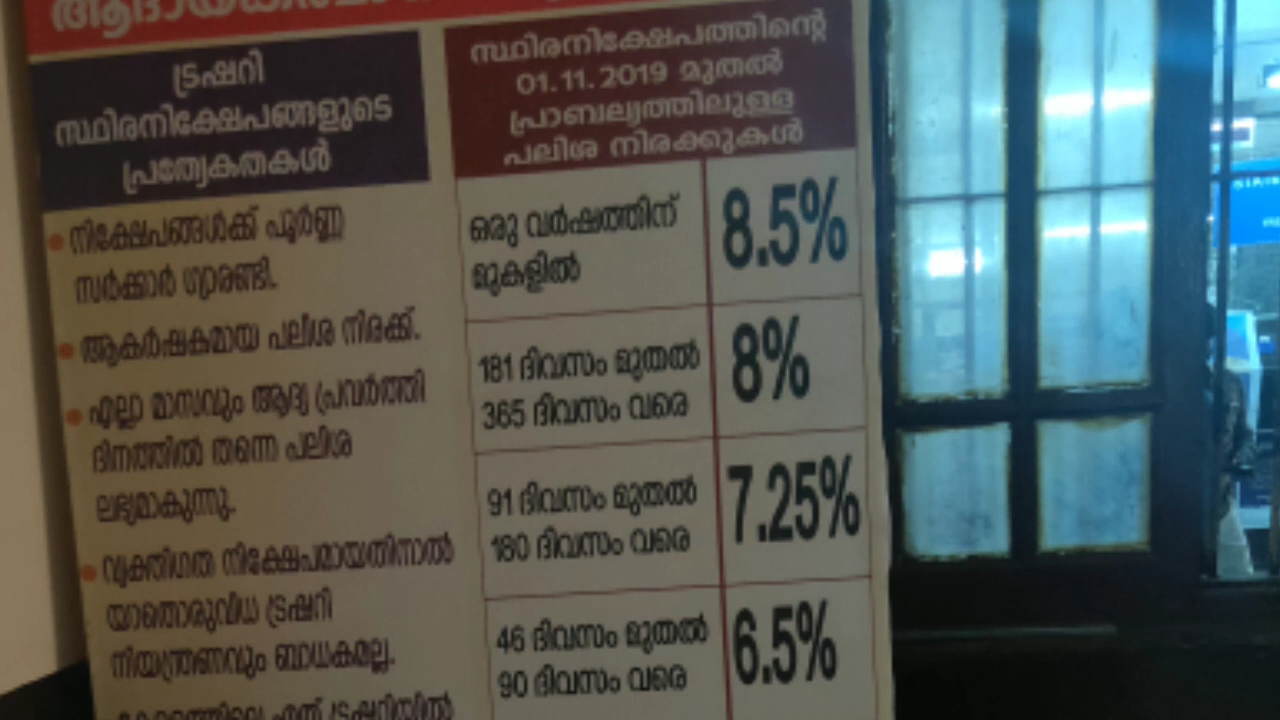 ട്രഷറി
സ്ഥിരനിക്ഷേപങ്ങളുടെ
പ്രത്യേകതകൾ
നിക്ഷേപങ്ങൾക്ക് പൂർണ്ണ
സർക്കാർ ഗ്യാരണ്ടി.
ആകർഷകമായ പലിശ നിരക്ക്.
എല്ലാ മാസവും ആദ്യ പ്രവർത്തി
ദിനത്തിൽ തന്നെ പലിശ
ലഭ്യമാകുന്നു.
വ്യക്തിഗത നിക്ഷേപമായതിനാൽ
യാതൊരുവിധ ട്രഷറി
നിയന്ത്രണവും ബാധകമല്ല.
സ്ഥിരനിക്ഷേപത്തിന്റെ
01.11.2019 മുതൽ
പ്രാബല്യത്തിലുള്ള
പലിശ നിരക്കുകൾ
ഒരു വർഷത്തിന്
മുകളിൽ
8.5%
181 ദിവസം മുതൽ
365 ദിവസം വരെ
8%
91 ദിവസം മുതൽ
180 ദിവസം വരെ
7.25%
46 ദിവസം മുതൽ
90 ദിവസം വരെ
6.5%